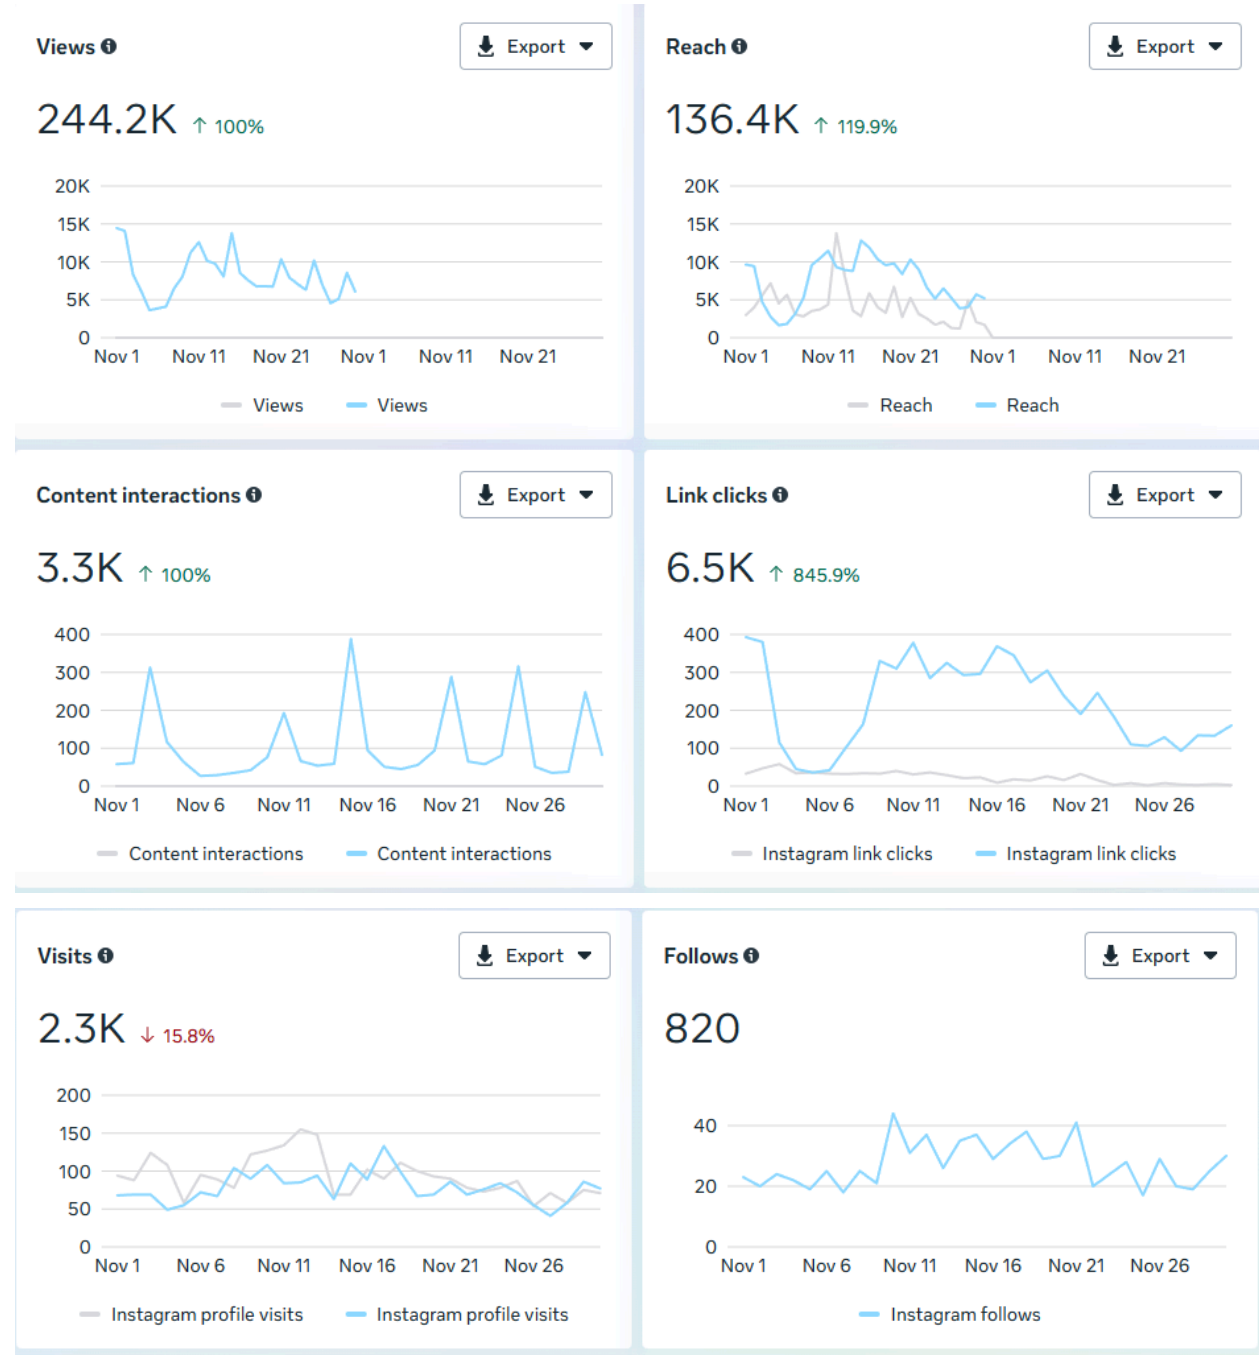 Views
Export
244.2K ↑ 100%
20K
15K
10K
5K
0
Nov 1 Nov 11 Nov 21 Nov 1 Nov 11 Nov 21
Views Views
Reach
Export
136.4K ↑ 119.9%
20K
15K
10K
5K
0
Nov 1 Nov 11 Nov 21 Nov 1 Nov 11 Nov 21
Reach Reach
Content interactions
Export
3.3K ↑ 100%
400
300
200
100
0
Nov 1 Nov 6 Nov 11 Nov 16 Nov 21 Nov 26
Content interactions Content interactions
Link clicks
Export
6.5K ↑ 845.9%
400
300
200
100
0
Nov 1 Nov 6 Nov 11 Nov 16 Nov 21 Nov 26
Instagram link clicks Instagram link clicks
Visits
Export
2.3K ↓ 15.8%
200
150
100
50
0
Nov 1 Nov 6 Nov 11 Nov 16 Nov 21 Nov 26
Instagram profile visits Instagram profile visits
Follows
Export
820
40
20
0
Nov 1 Nov 6 Nov 11 Nov 16 Nov 21 Nov 26
Instagram follows